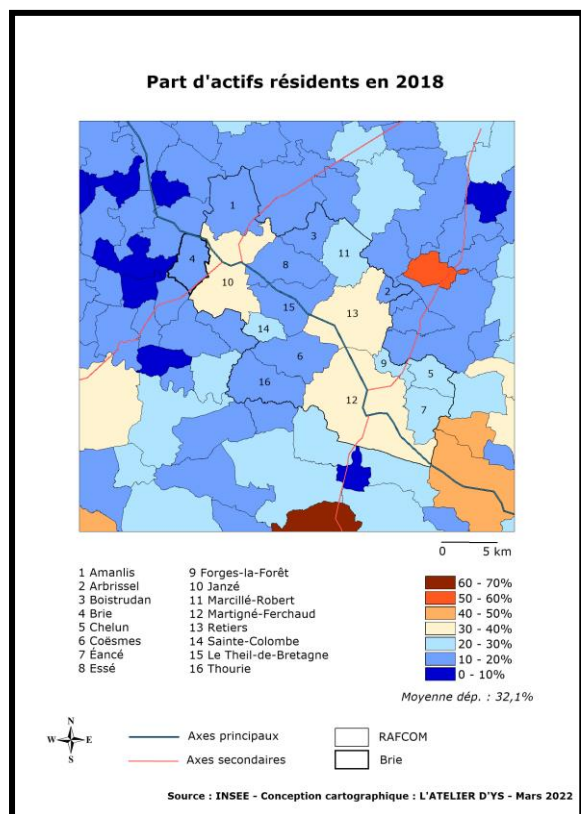 Part d'actifs résidents en 2018
1
3
4
8
11
10
2
15
13
14
6
9
5
16
12
7
0 5 km
1 Amanlis
2 Arbrissel
3 Boistrudan
4 Brie
5 Chelun
6 Coësmes
7 Éancé
8 Essé
9 Forges-la-Forêt
10 Janzé
11 Marcillé-Robert
12 Martigné-Ferchaud
13 Retiers
14 Sainte-Colombe
15 Le Theil-de-Bretagne
16 Thourie
60 - 70%
50 - 60%
40 - 50%
30 - 40%
20 - 30%
10 - 20%
0 - 10%
Moyenne dép. : 32,1%
N
W E
S
Axes principaux
Axes secondaires
RAFCOM
Brie
Source : INSEE - Conception cartographique : L'ATELIER D'YS - Mars 2022